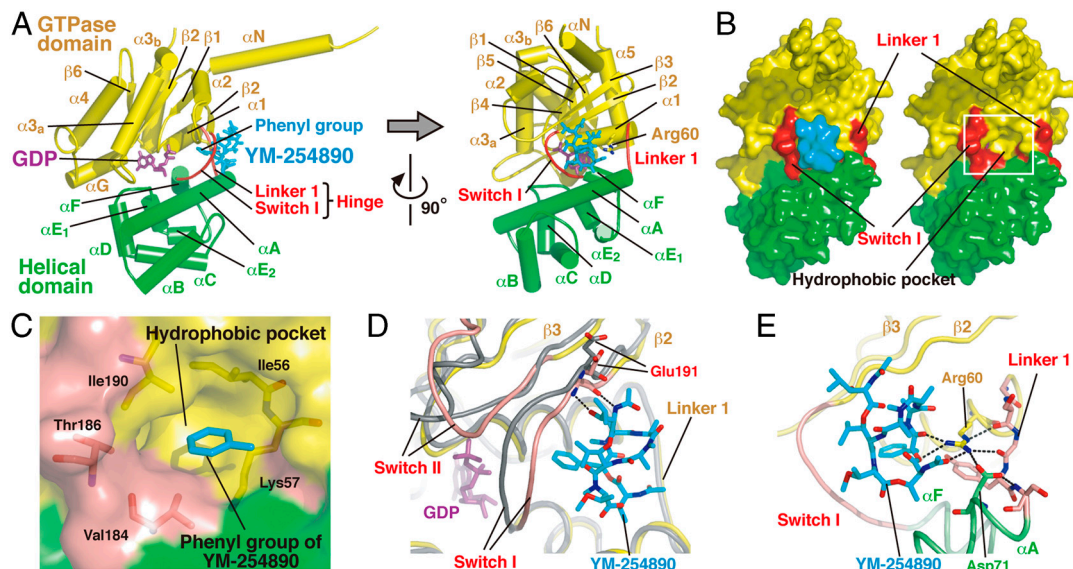 A
GTPase
domain
α3b
β2
β1
αN
β6
α4
α2
β2
α1
α3a
Phenyl group
GDP
YM-254890
αG
Linker 1
Switch I
Hinge
αF
αE1
αD
αA
αE2
Helical
domain
αB
αC
90°
α3b
β6
αN
β1
α5
β5
β3
α2
β2
β4
α1
α3a
Arg60
Linker 1
Switch I
αF
αA
αE2
αE1
αB
αC
αD
B
Linker 1
Switch I
Hydrophobic pocket
C
Hydrophobic pocket
Ile56
Ile190
Thr186
Lys57
Val184
Phenyl group of
YM-254890
D
β3
β2
Glu191
Linker 1
Switch II
GDP
Switch I
YM-254890
E
β3
β2
Arg60
Linker 1
αF
Switch I
αA
YM-254890
Asp71